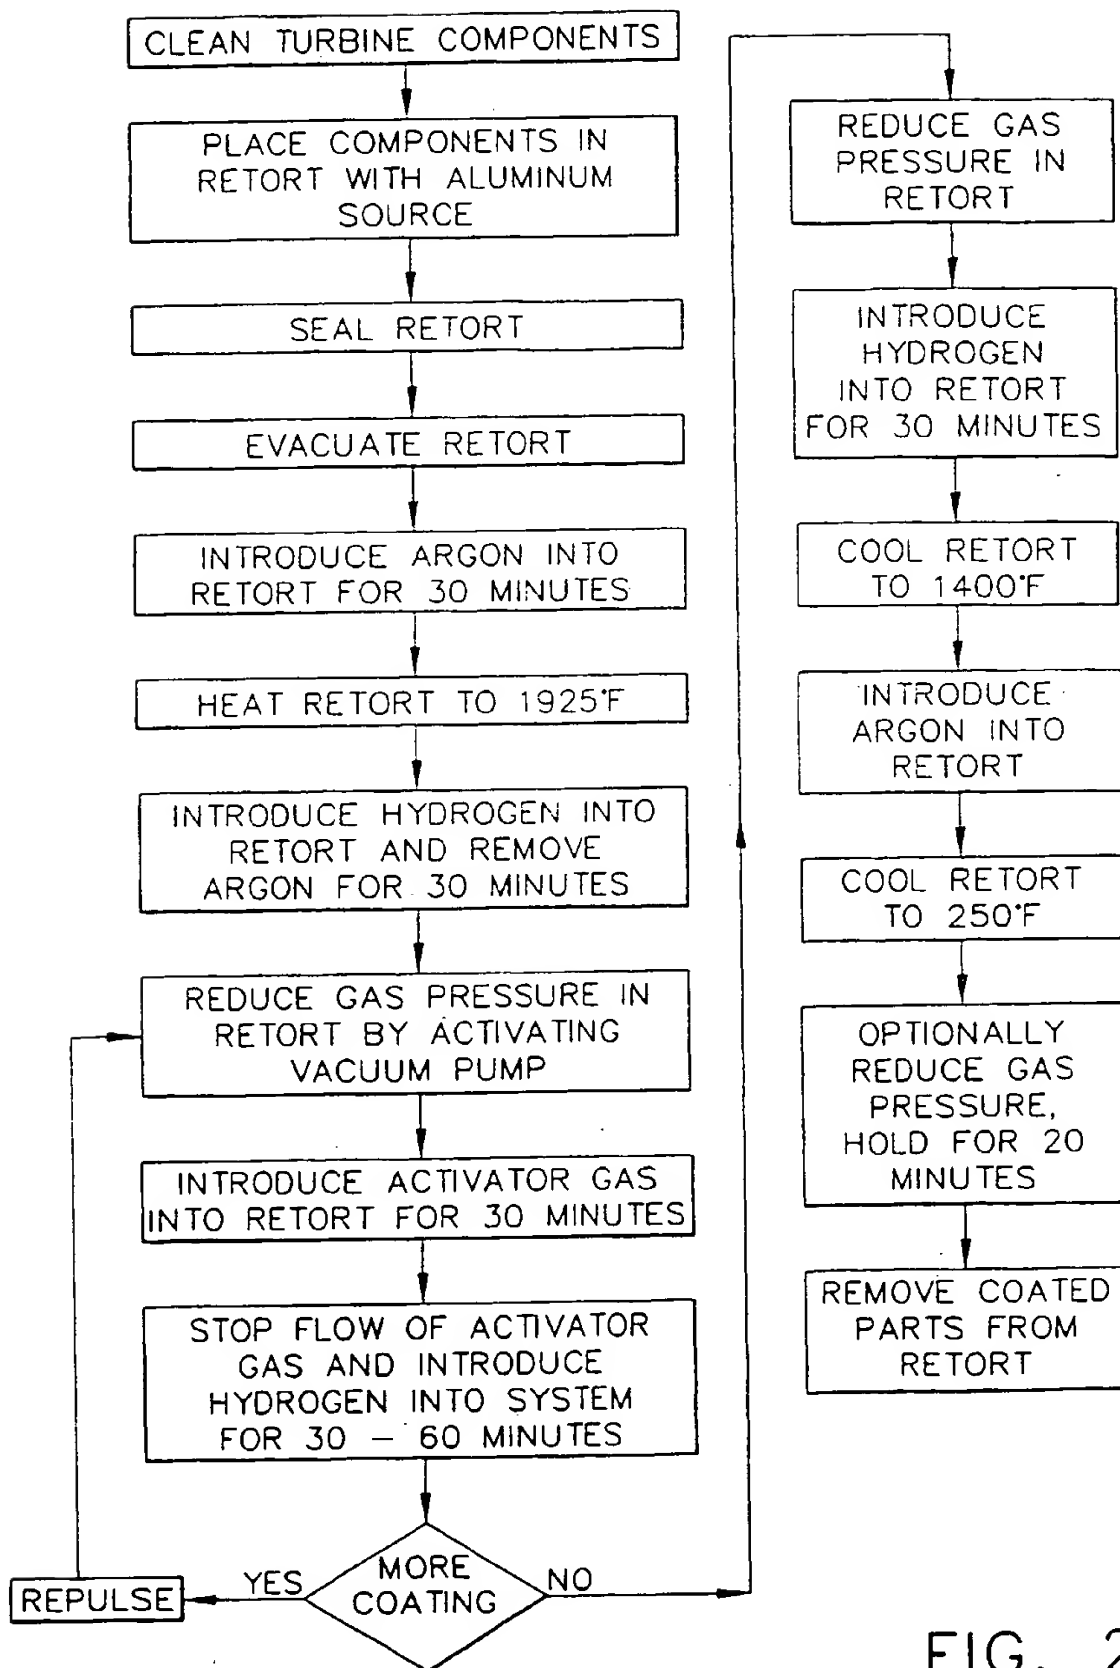 CLEAN TURBINE COMPONENTS
PLACE COMPONENTS IN
RETORT WITH ALUMINUM
SOURCE
SEAL RETORT
EVACUATE RETORT
INTRODUCE ARGON INTO
RETORT FOR 30 MINUTES
HEAT RETORT TO 1925°F
INTRODUCE HYDROGEN INTO
RETORT AND REMOVE
ARGON FOR 30 MINUTES
REDUCE GAS PRESSURE IN
RETORT BY ACTIVATING
VACUUM PUMP
INTRODUCE ACTIVATOR GAS
INTO RETORT FOR 30 MINUTES
STOP FLOW OF ACTIVATOR
GAS AND INTRODUCE
HYDROGEN INTO SYSTEM
FOR 30 – 60 MINUTES
MORE
COATING
YES
REPULSE
NO
REDUCE GAS
PRESSURE IN
RETORT
INTRODUCE
HYDROGEN
INTO RETORT
FOR 30 MINUTES
COOL RETORT
TO 1400°F
INTRODUCE
ARGON INTO
RETORT
COOL RETORT
TO 250°F
OPTIONALLY
REDUCE GAS
PRESSURE,
HOLD FOR 20
MINUTES
REMOVE COATED
PARTS FROM
RETORT
FIG. 2